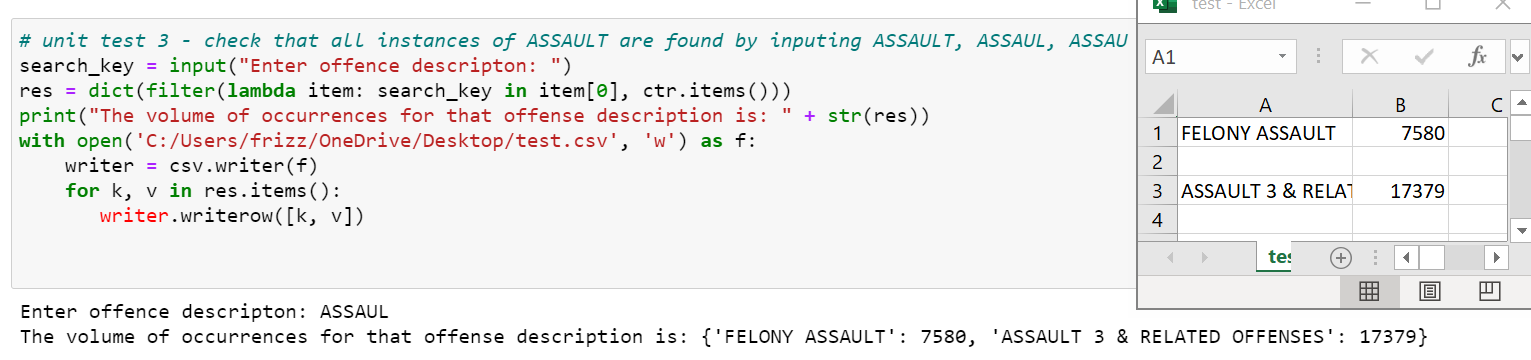 # unit test 3 - check that all instances of ASSAULT are found by inputing ASSAULT, ASSAUL, ASSAU
search_key = input("Enter offence descripton: ")
res = dict(filter(lambda item: search_key in item[0], ctr.items()))
print("The volume of occurrences for that offense description is: " + str(res))
with open('C:/Users/frizz/OneDrive/Desktop/test.csv', 'w') as f:
    writer = csv.writer(f)
    for k, v in res.items():
       writer.writerow([k, v])
Enter offence descripton: ASSAUL
The volume of occurrences for that offense description is: {'FELONY ASSAULT': 7580, 'ASSAULT 3 & RELATED OFFENSES': 17379}
test - Excel
A1 fx
A B C
1 FELONY ASSAULT 7580
2
3 ASSAULT 3 & RELAT 17379
4
tes